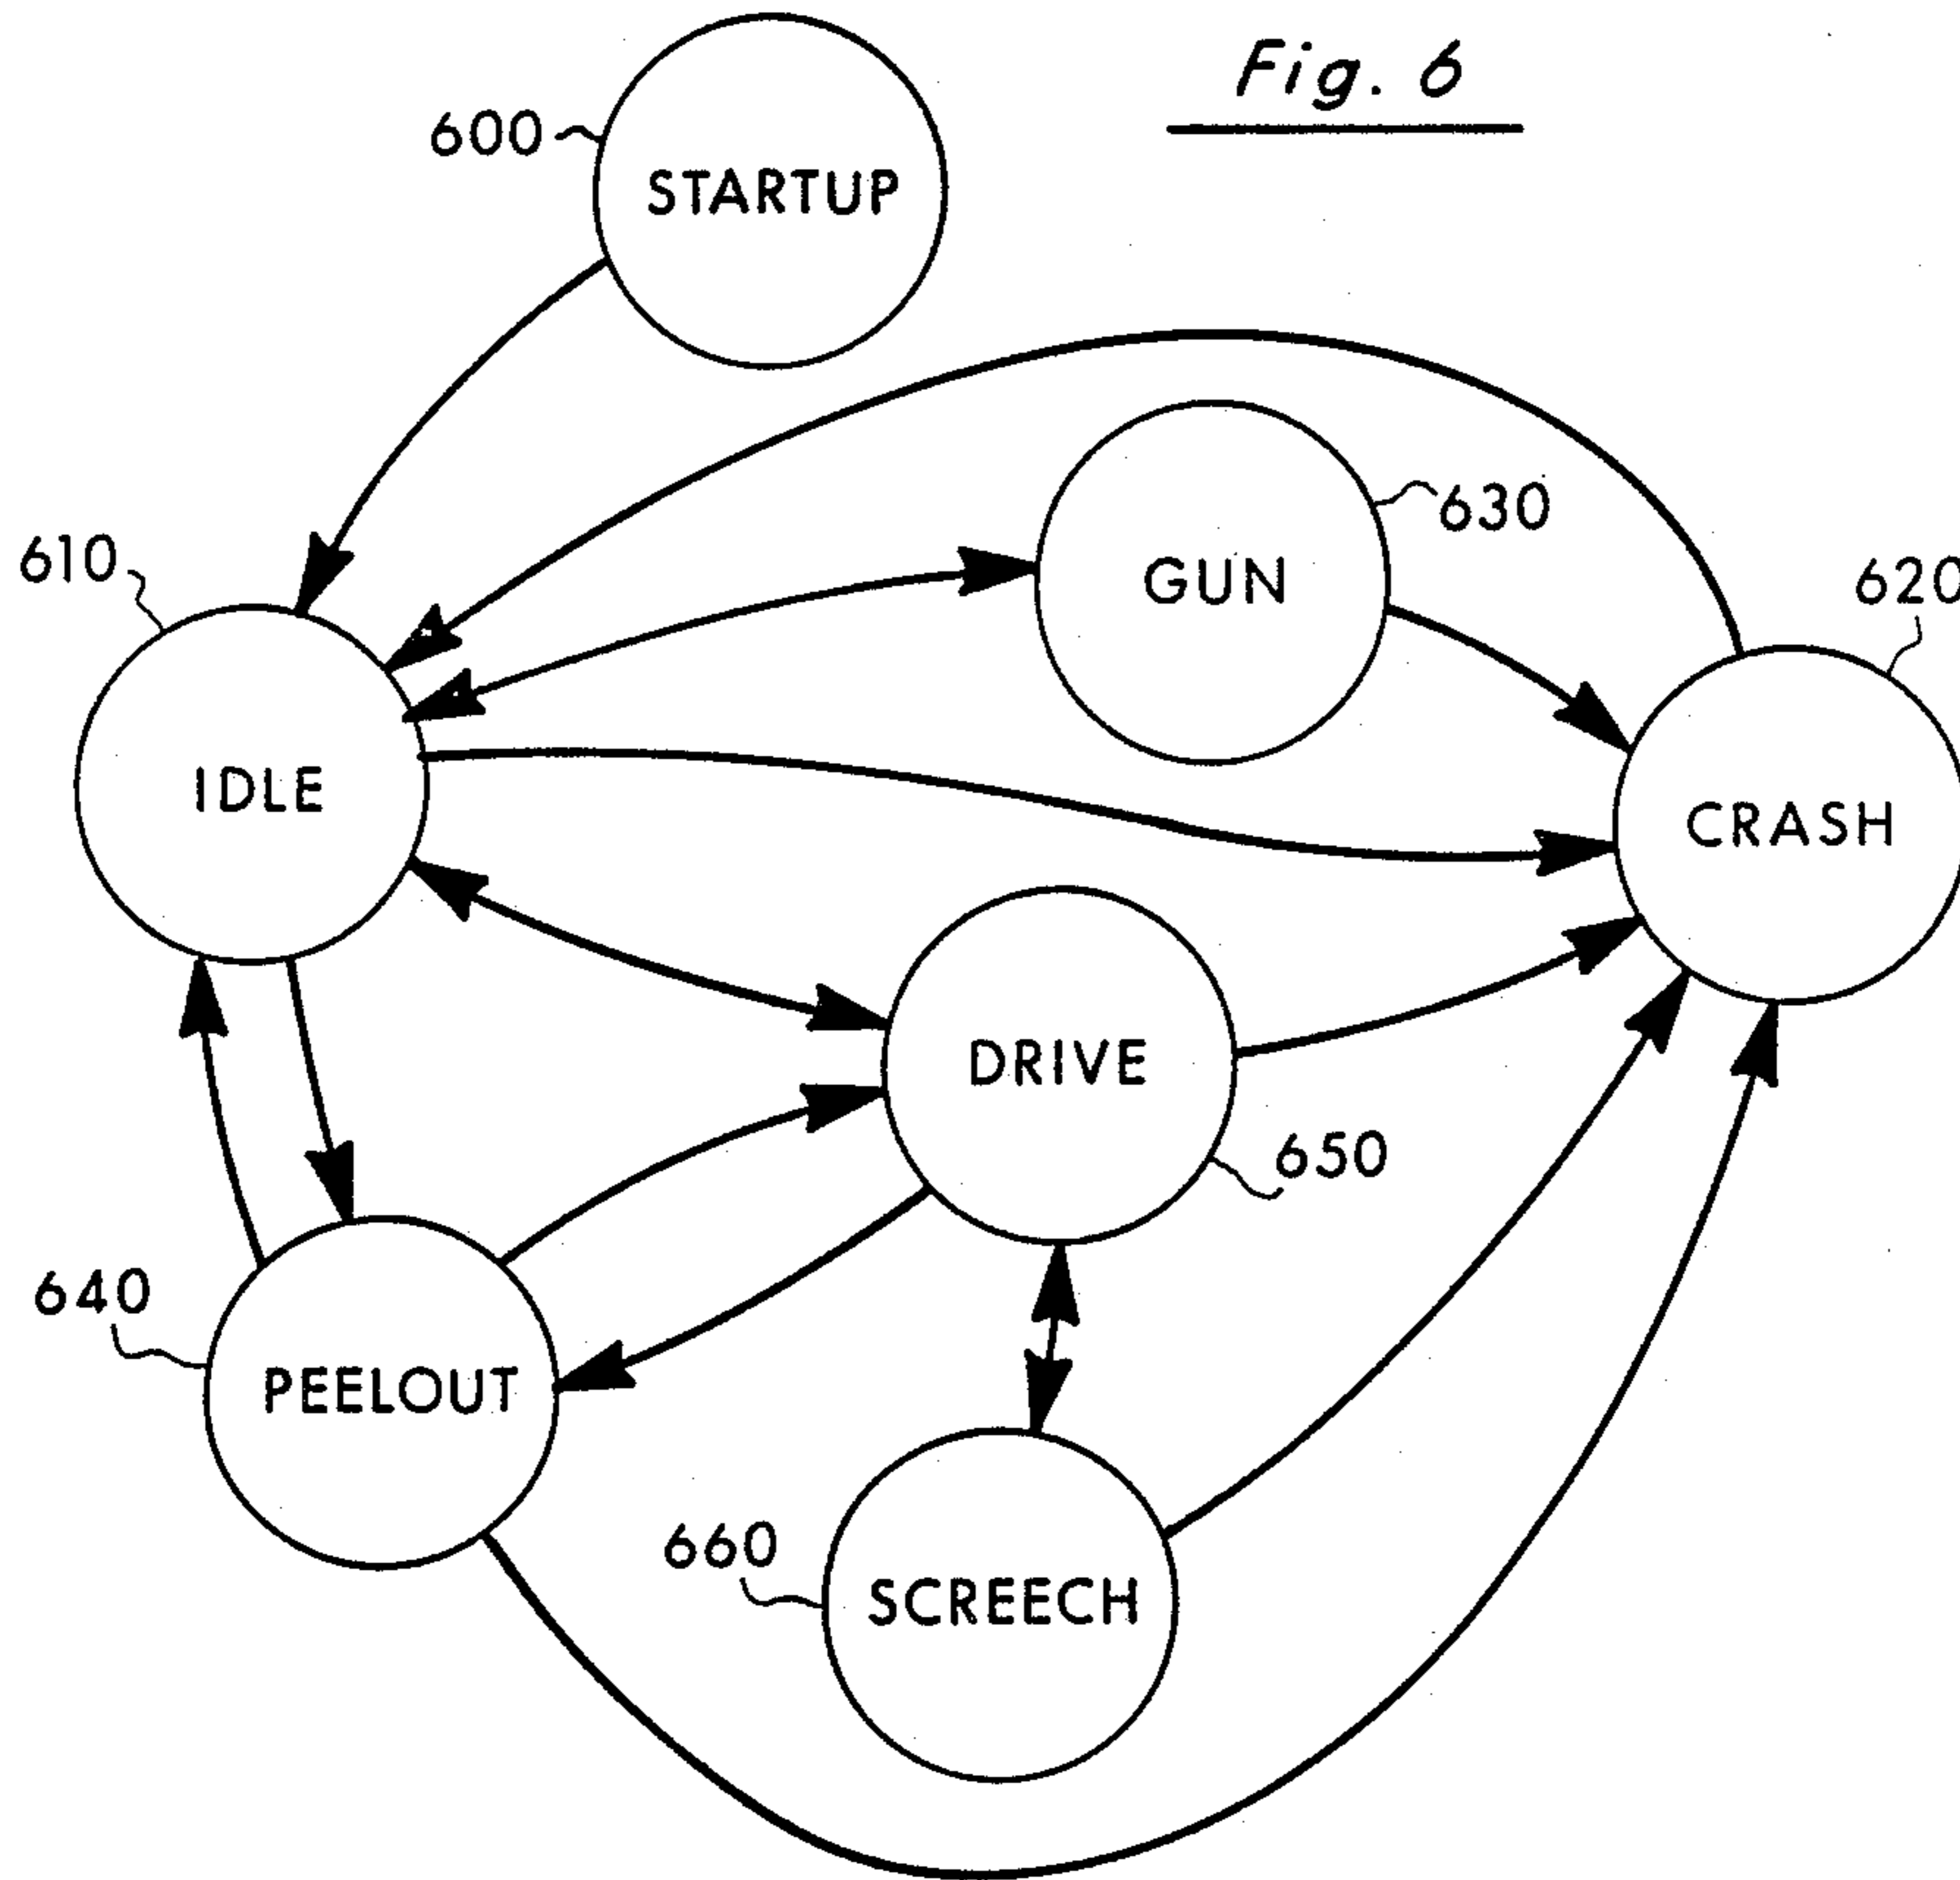 Fig. 6
600
STARTUP
630
610
GUN
620
IDLE
CRASH
DRIVE
650
640
PEELOUT
660
SCREECH